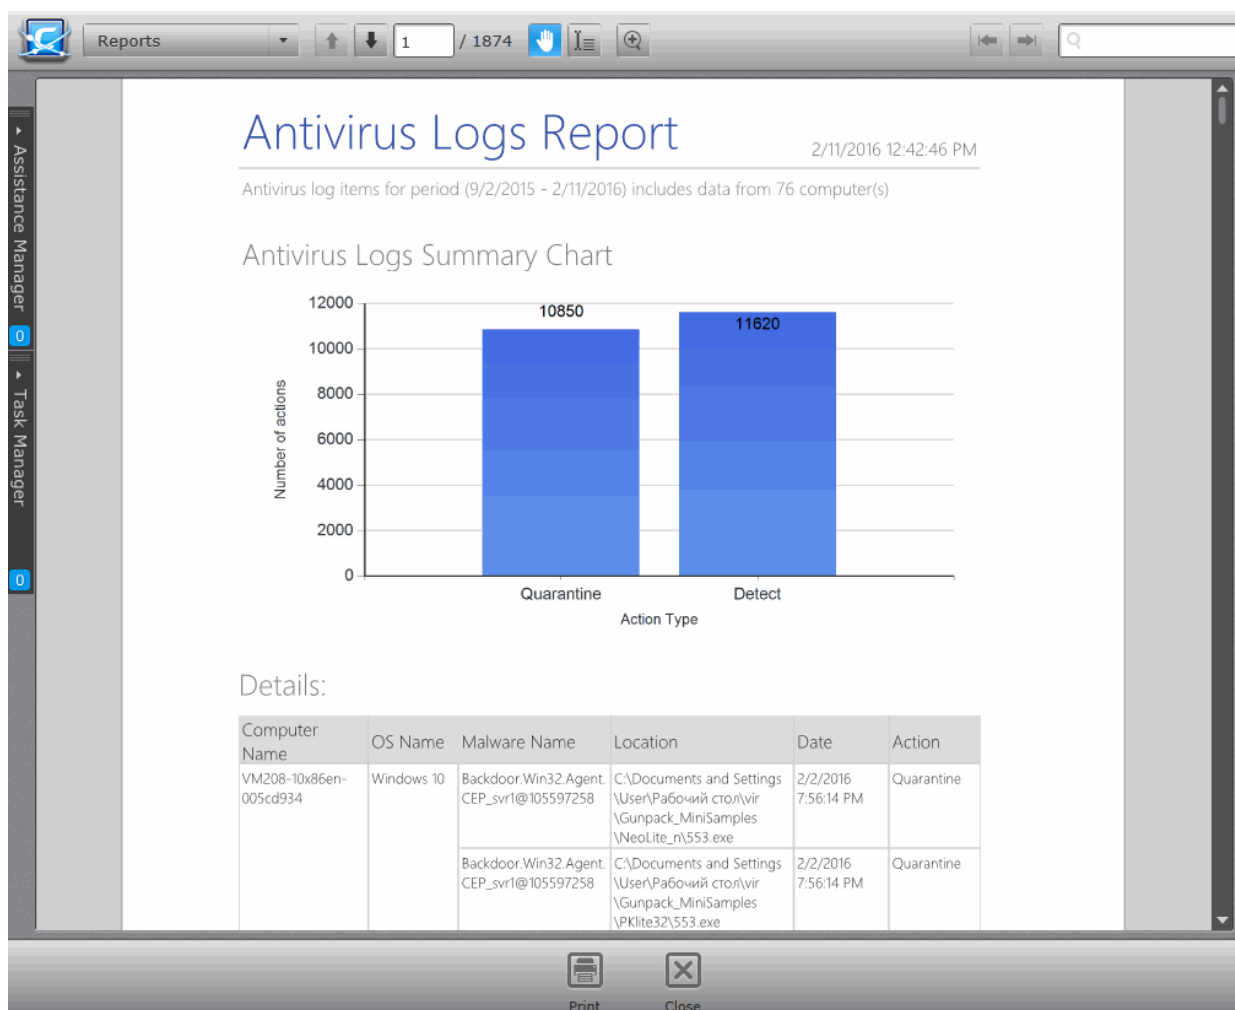 Reports
1
/ 1874
Assistance Manager
0
Task Manager
0
Antivirus Logs Report
2/11/2016 12:42:46 PM
Antivirus log items for period (9/2/2015 - 2/11/2016) includes data from 76 computer(s)
Antivirus Logs Summary Chart
12000
10000
8000
6000
4000
2000
0
Number of actions
10850
11620
Quarantine
Detect
Action Type
Details:
Computer
Name
OS Name
Malware Name
Location
Date
Action
VM208-10x86en-
005cd934
Windows 10
Backdoor.Win32.Agent.
CEP_svr1@105597258
C:\Documents and Settings
\User\Рабочий стол\vir
\Gunpack_MiniSamples
\NeoLite_n\553.exe
2/2/2016
7:56:14 PM
Quarantine
Backdoor.Win32.Agent.
CEP_svr1@105597258
C:\Documents and Settings
\User\Рабочий стол\vir
\Gunpack_MiniSamples
\PKlite32\553.exe
2/2/2016
7:56:14 PM
Quarantine
Print
Close